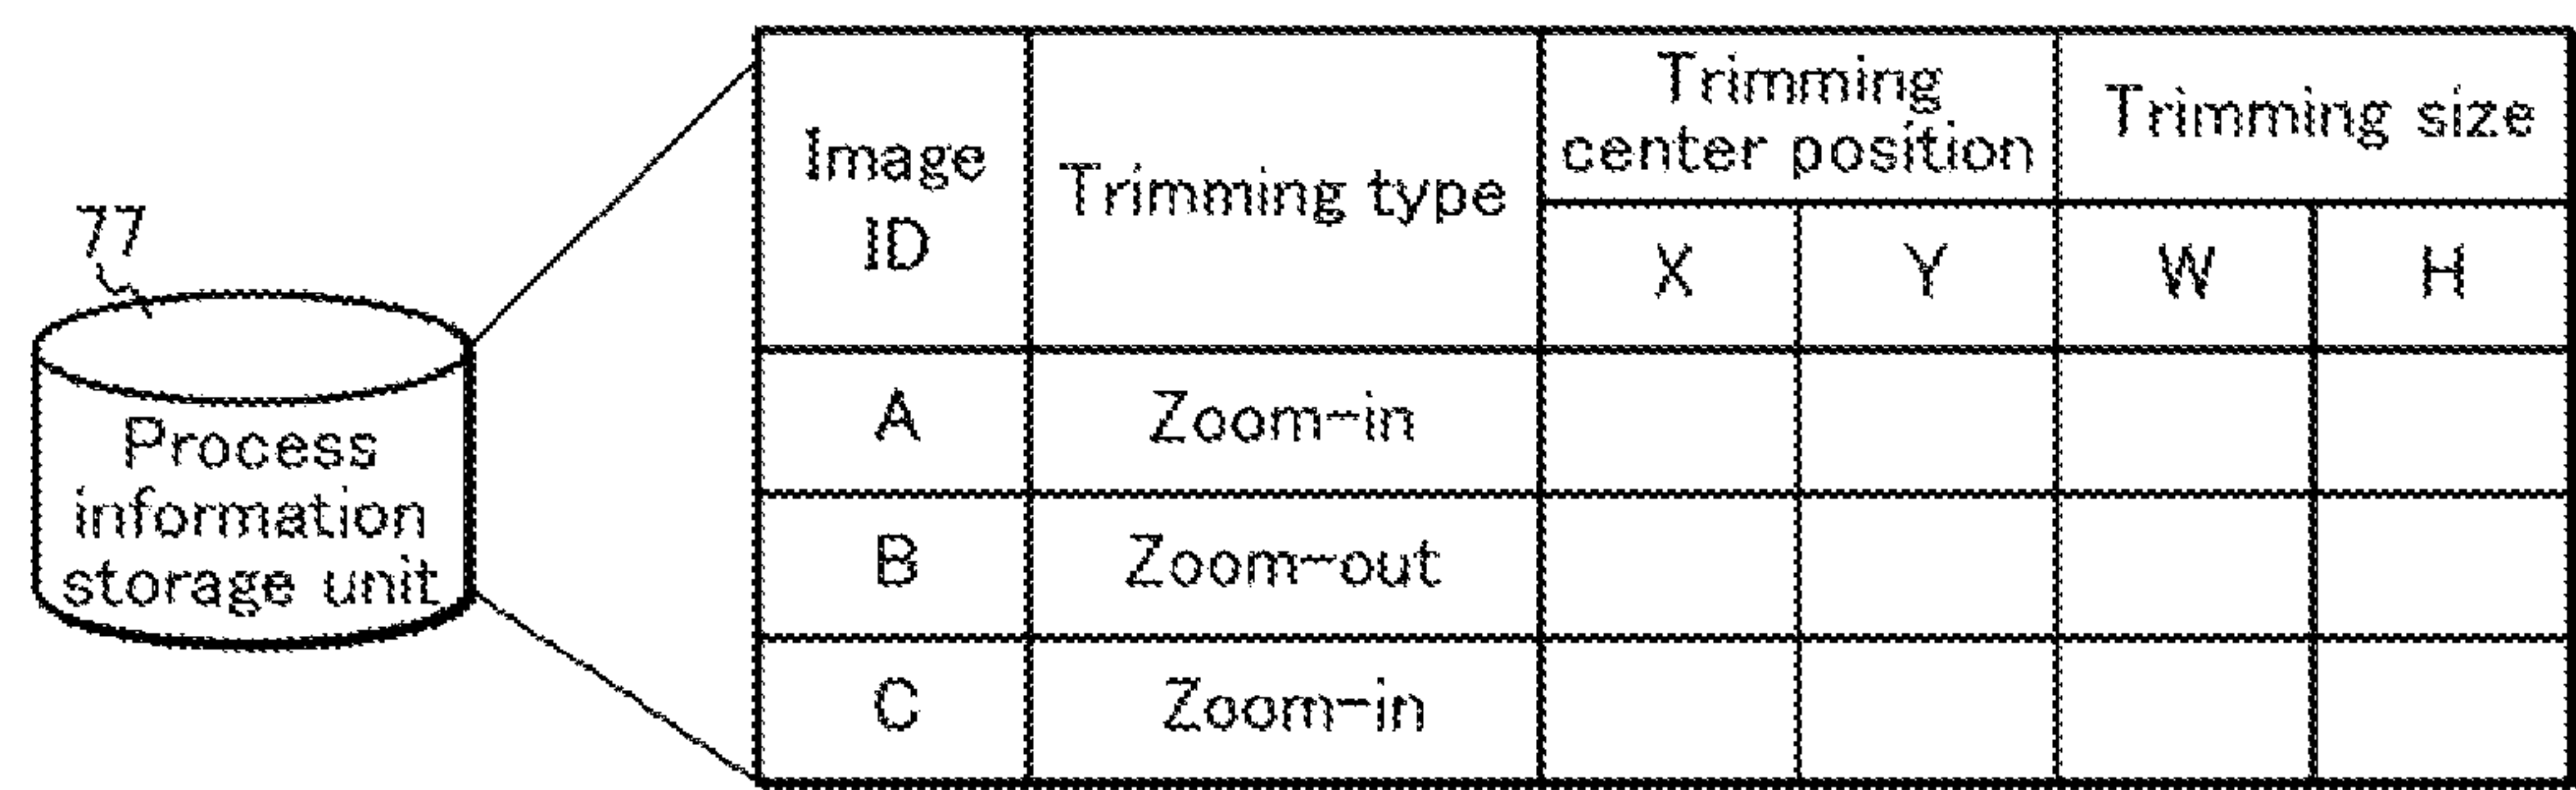 77
Process
information
storage unit
Image
ID
Trimming type
Trimming
center position
Trimming size
X Y W H
A Zoom-in
B Zoom-out
C Zoom-in